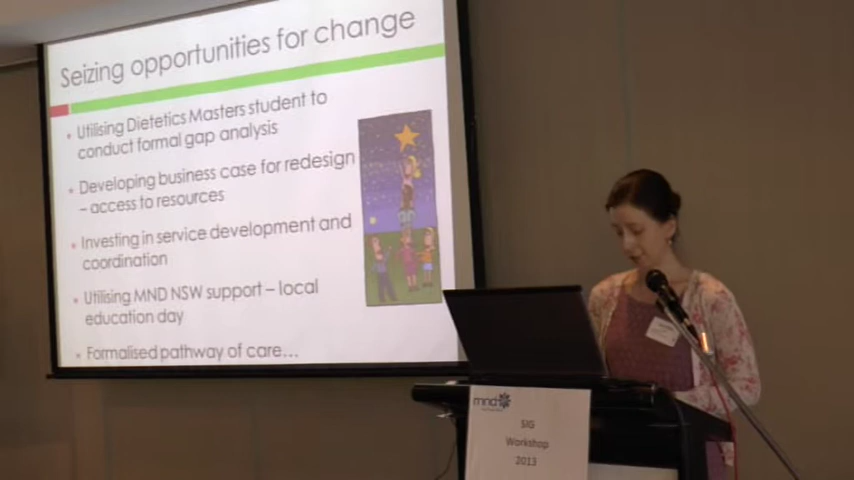 Seizing opportunities for change
Utilising Dietetics Masters student to
conduct formal gap analysis
Developing business case for redesign
– access to resources
Investing in service development and
coordination
Utilising MND NSW support – local
education day
Formalised pathway of care…
mnd
SIG
Workshop
2013